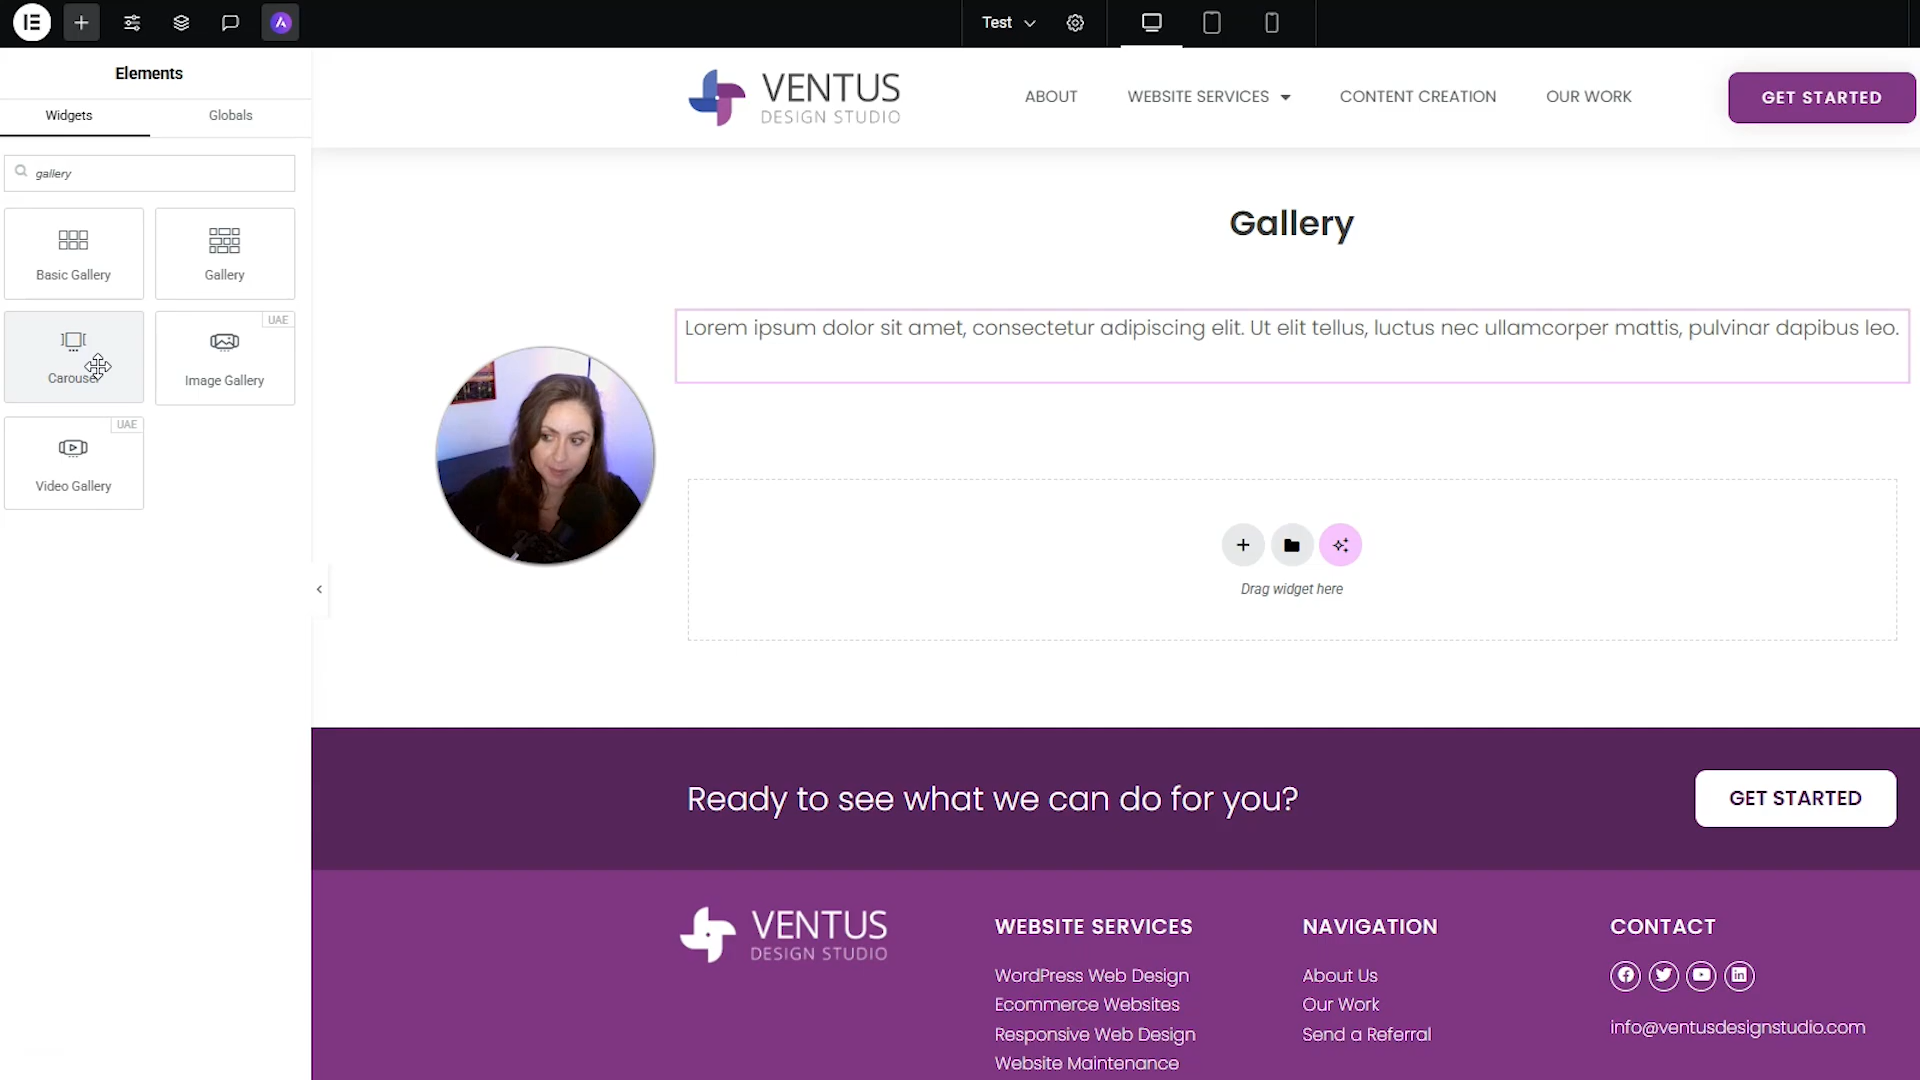 Test
Elements
Widgets
Globals
gallery
Basic Gallery
Gallery
Carousel
UAE
Image Gallery
UAE
Video Gallery
VENTUS
DESIGN STUDIO
ABOUT
WEBSITE SERVICES
CONTENT CREATION
OUR WORK
GET STARTED
Gallery
Lorem ipsum dolor sit amet, consectetur adipiscing elit. Ut elit tellus, luctus nec ullamcorper mattis, pulvinar dapibus leo.
Drag widget here
Ready to see what we can do for you?
GET STARTED
VENTUS
DESIGN STUDIO
WEBSITE SERVICES
WordPress Web Design
Ecommerce Websites
Responsive Web Design
Website Maintenance
NAVIGATION
About Us
Our Work
Send a Referral
CONTACT
info@ventusdesignstudio.com